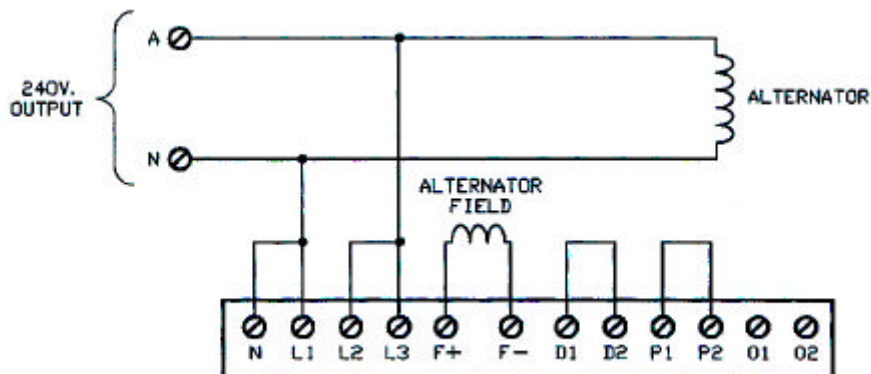 A
240V.
OUTPUT
ALTERNATOR
N
ALTERNATOR
FIELD
N L1 L2 L3 F+ F- D1 D2 P1 P2 O1 O2